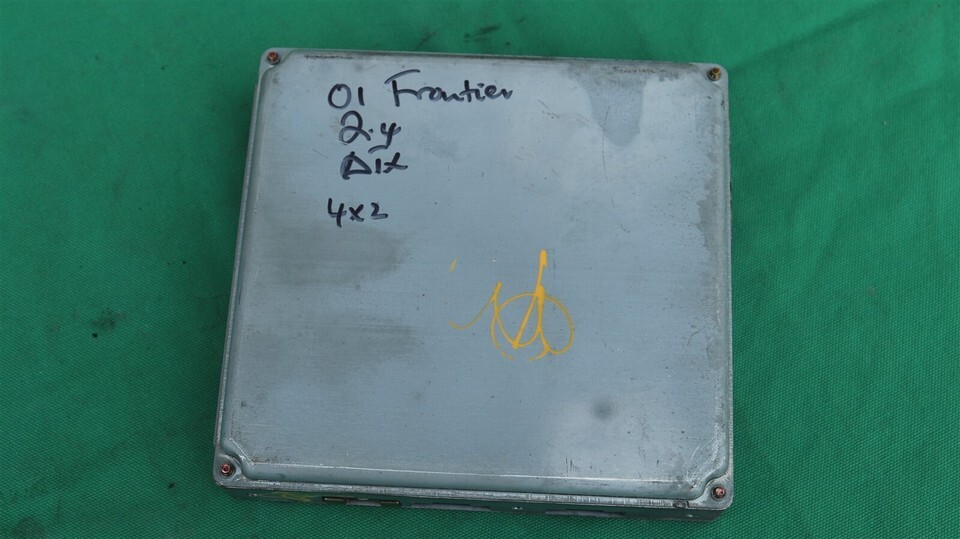 01 Frontier
2.4
A/x
4x2